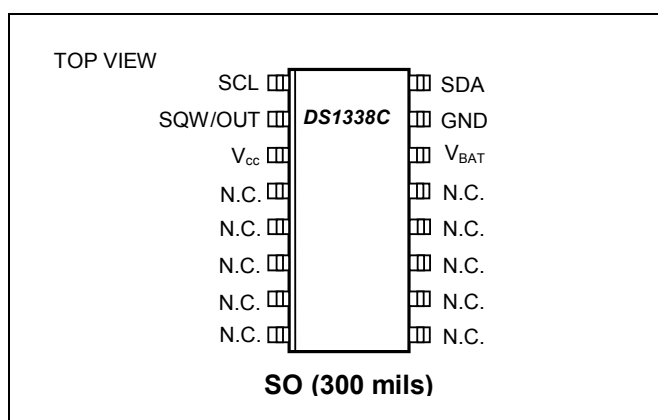 TOP VIEW
SCL SDA
SQW/OUT DS1338C GND
Vcc VBAT
N.C. N.C.
N.C. N.C.
N.C. N.C.
N.C. N.C.
N.C. N.C.
SO (300 mils)